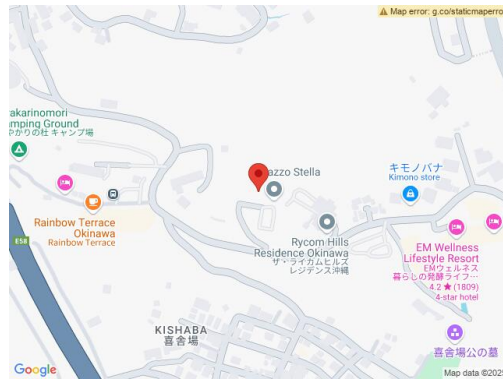 Map error: g.co/staticmaperro
akarinomori
amping Ground
やかりの杜 キャンプ場
azzo Stella
キモノバナ
Kimono store
Rainbow Terrace
Okinawa
Rainbow Terrace
E58
Rycom Hills
Residence Okinawa
ザ・ライカムヒルズ
レジデンス沖縄
EM Wellness
Lifestyle Resort
EMウェルネス
暮らしの発酵ライフ…
4.2 ★ (1809)
4-star hotel
KISHABA
喜舎場
喜舎場公の墓
Google
Map data ©2025